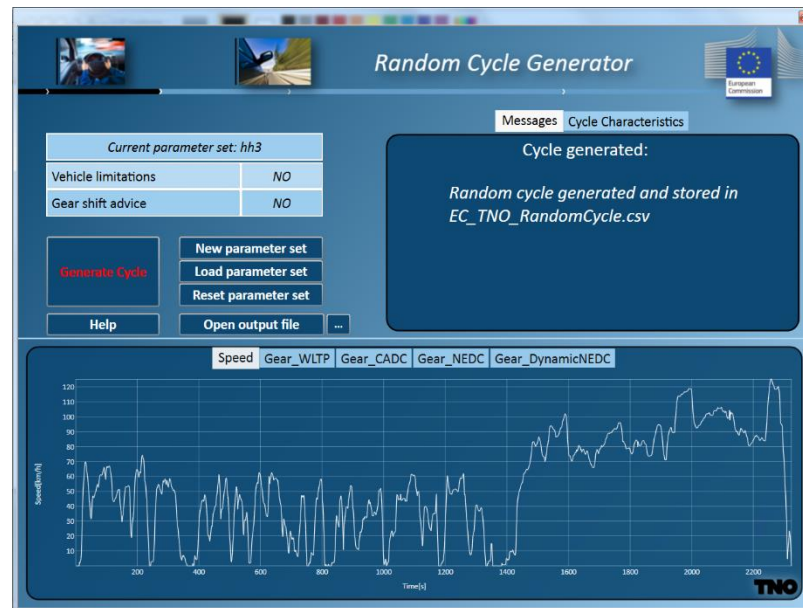 Random Cycle Generator
European
Commission
Messages Cycle Characteristics
Current parameter set: hh3
Vehicle limitations NO
Gear shift advice NO
Cycle generated:
Random cycle generated and stored in
EC_TNO_RandomCycle.csv
Generate Cycle
New parameter set
Load parameter set
Reset parameter set
Help
Open output file ...
Speed Gear_WLTP Gear_CADC Gear_NEDC Gear_DynamicNEDC
Speed[km/h]
120
110
100
90
80
70
60
50
40
30
20
10
200 400 600 800 1000 1200 1400 1600 1800 2000 2200
Time[s]
TNO